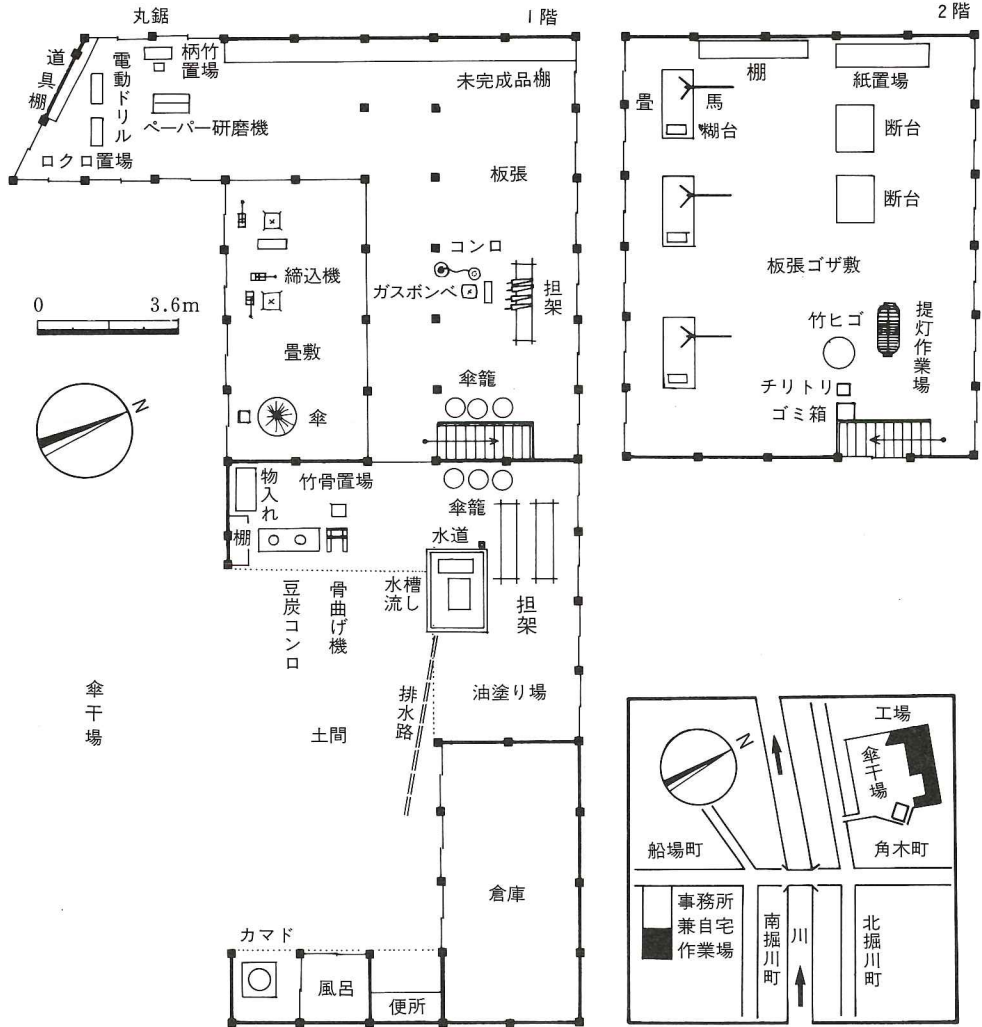 丸鋸
1階
2階
道具棚
電動ドリル
柄竹
置場
未完成品棚
ペーパー研磨機
ロクロ置場
板張
コンロ
締込機
ガスボンベ
担架
0 3.6m
畳敷
N
傘籠
傘
棚
紙置場
畳
馬
糊台
断台
断台
板張ゴザ敷
竹ヒゴ
提灯作業場
チリトリ
ゴミ箱
物入れ
竹骨置場
傘籠
棚
水道
水槽
流し
豆炭コンロ
骨曲げ機
担架
傘干場
土間
排水路
油塗り場
倉庫
カマド
風呂
便所
工場
N
傘干場
船場町
角木町
事務所
兼自宅
作業場
南堀川町
川
北堀川町